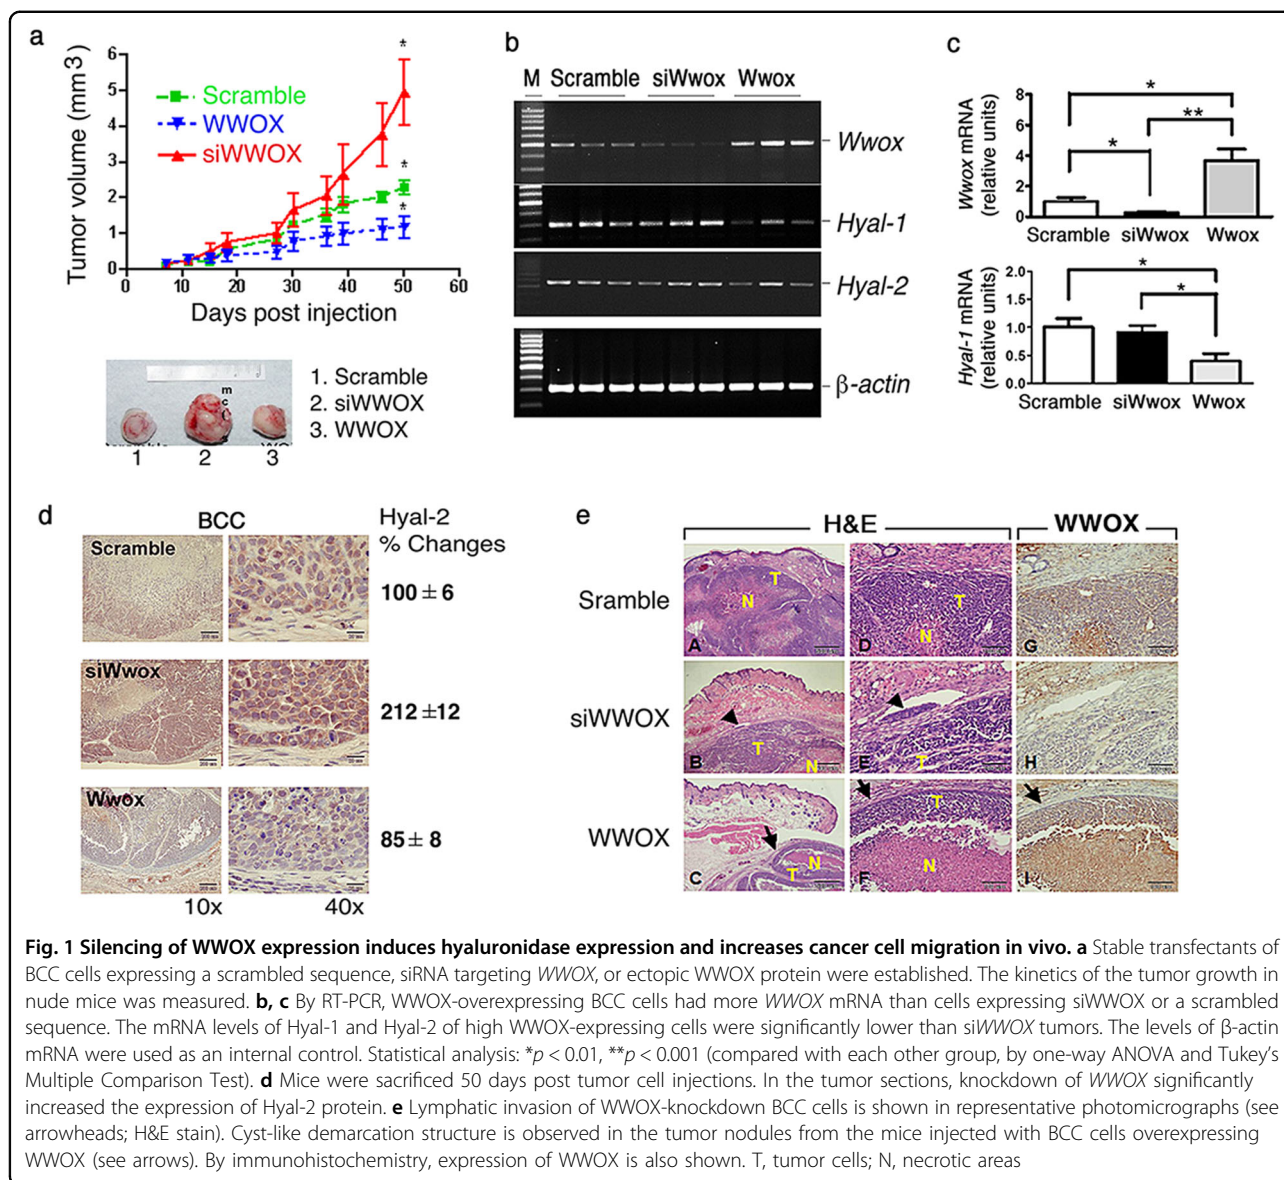 a
Tumor volume (mm3)
6
5
4
3
2
1
0
Scramble
WWOX
siWWOX
*
*
*
0 10 20 30 40 50 60
Days post injection
m
c
1 2 3
1. Scramble
2. siWWOX
3. WWOX
b
M Scramble siWwox Wwox
Wwox
Hyal-1
Hyal-2
β-actin
c
Wwox mRNA
(relative units)
8
6
4
2
0
*
**
*
Scramble siWwox Wwox
Hyal-1 mRNA
(relative units)
2.0
1.5
1.0
0.5
0.0
*
*
Scramble siWwox Wwox
d
BCC
Hyal-2
% Changes
Scramble
100 ± 6
siWwox
212 ±12
Wwox
85± 8
10x 40x
e
H&E WWOX
Sramble
T
N
A
T
N
D
G
siWWOX
T
N
B
T
E
H
WWOX
N
T
C
T
N
F
I
Fig. 1 Silencing of WWOX expression induces hyaluronidase expression and increases cancer cell migration in vivo. a Stable transfectants of
BCC cells expressing a scrambled sequence, siRNA targeting WWOX, or ectopic WWOX protein were established. The kinetics of the tumor growth in
nude mice was measured. b, c By RT-PCR, WWOX-overexpressing BCC cells had more WWOX mRNA than cells expressing siWWOX or a scrambled
sequence. The mRNA levels of Hyal-1 and Hyal-2 of high WWOX-expressing cells were significantly lower than siWWOX tumors. The levels of β-actin
mRNA were used as an internal control. Statistical analysis: *p < 0.01, **p < 0.001 (compared with each other group, by one-way ANOVA and Tukey's
Multiple Comparison Test). d Mice were sacrificed 50 days post tumor cell injections. In the tumor sections, knockdown of WWOX significantly
increased the expression of Hyal-2 protein. e Lymphatic invasion of WWOX-knockdown BCC cells is shown in representative photomicrographs (see
arrowheads; H&E stain). Cyst-like demarcation structure is observed in the tumor nodules from the mice injected with BCC cells overexpressing
WWOX (see arrows). By immunohistochemistry, expression of WWOX is also shown. T, tumor cells; N, necrotic areas